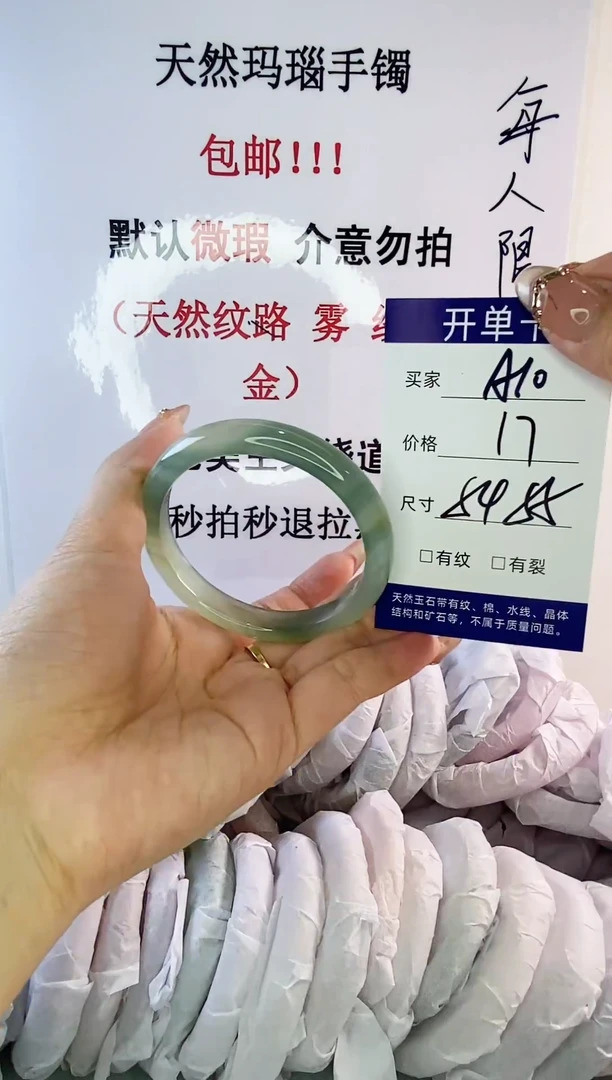 天然玛瑙手镯
包邮!!!
默认微瑕 介意勿拍
（天然纹路 雾
金）
秒拍秒退拉
每人限
开单
买家 A10
价格 17
尺寸 54 55
□有纹 □有裂
天然玉石带有纹、棉、水线、晶体
结构和矿石等，不属于质量问题。